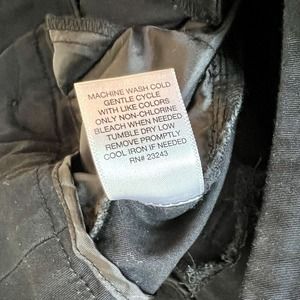 MACHINE WASH COLD
GENTLE CYCLE
WITH LIKE COLORS
ONLY NON-CHLORINE
BLEACH WHEN NEEDED
TUMBLE DRY LOW
REMOVE PROMPTLY
COOL IRON IF NEEDED
RN# 23243